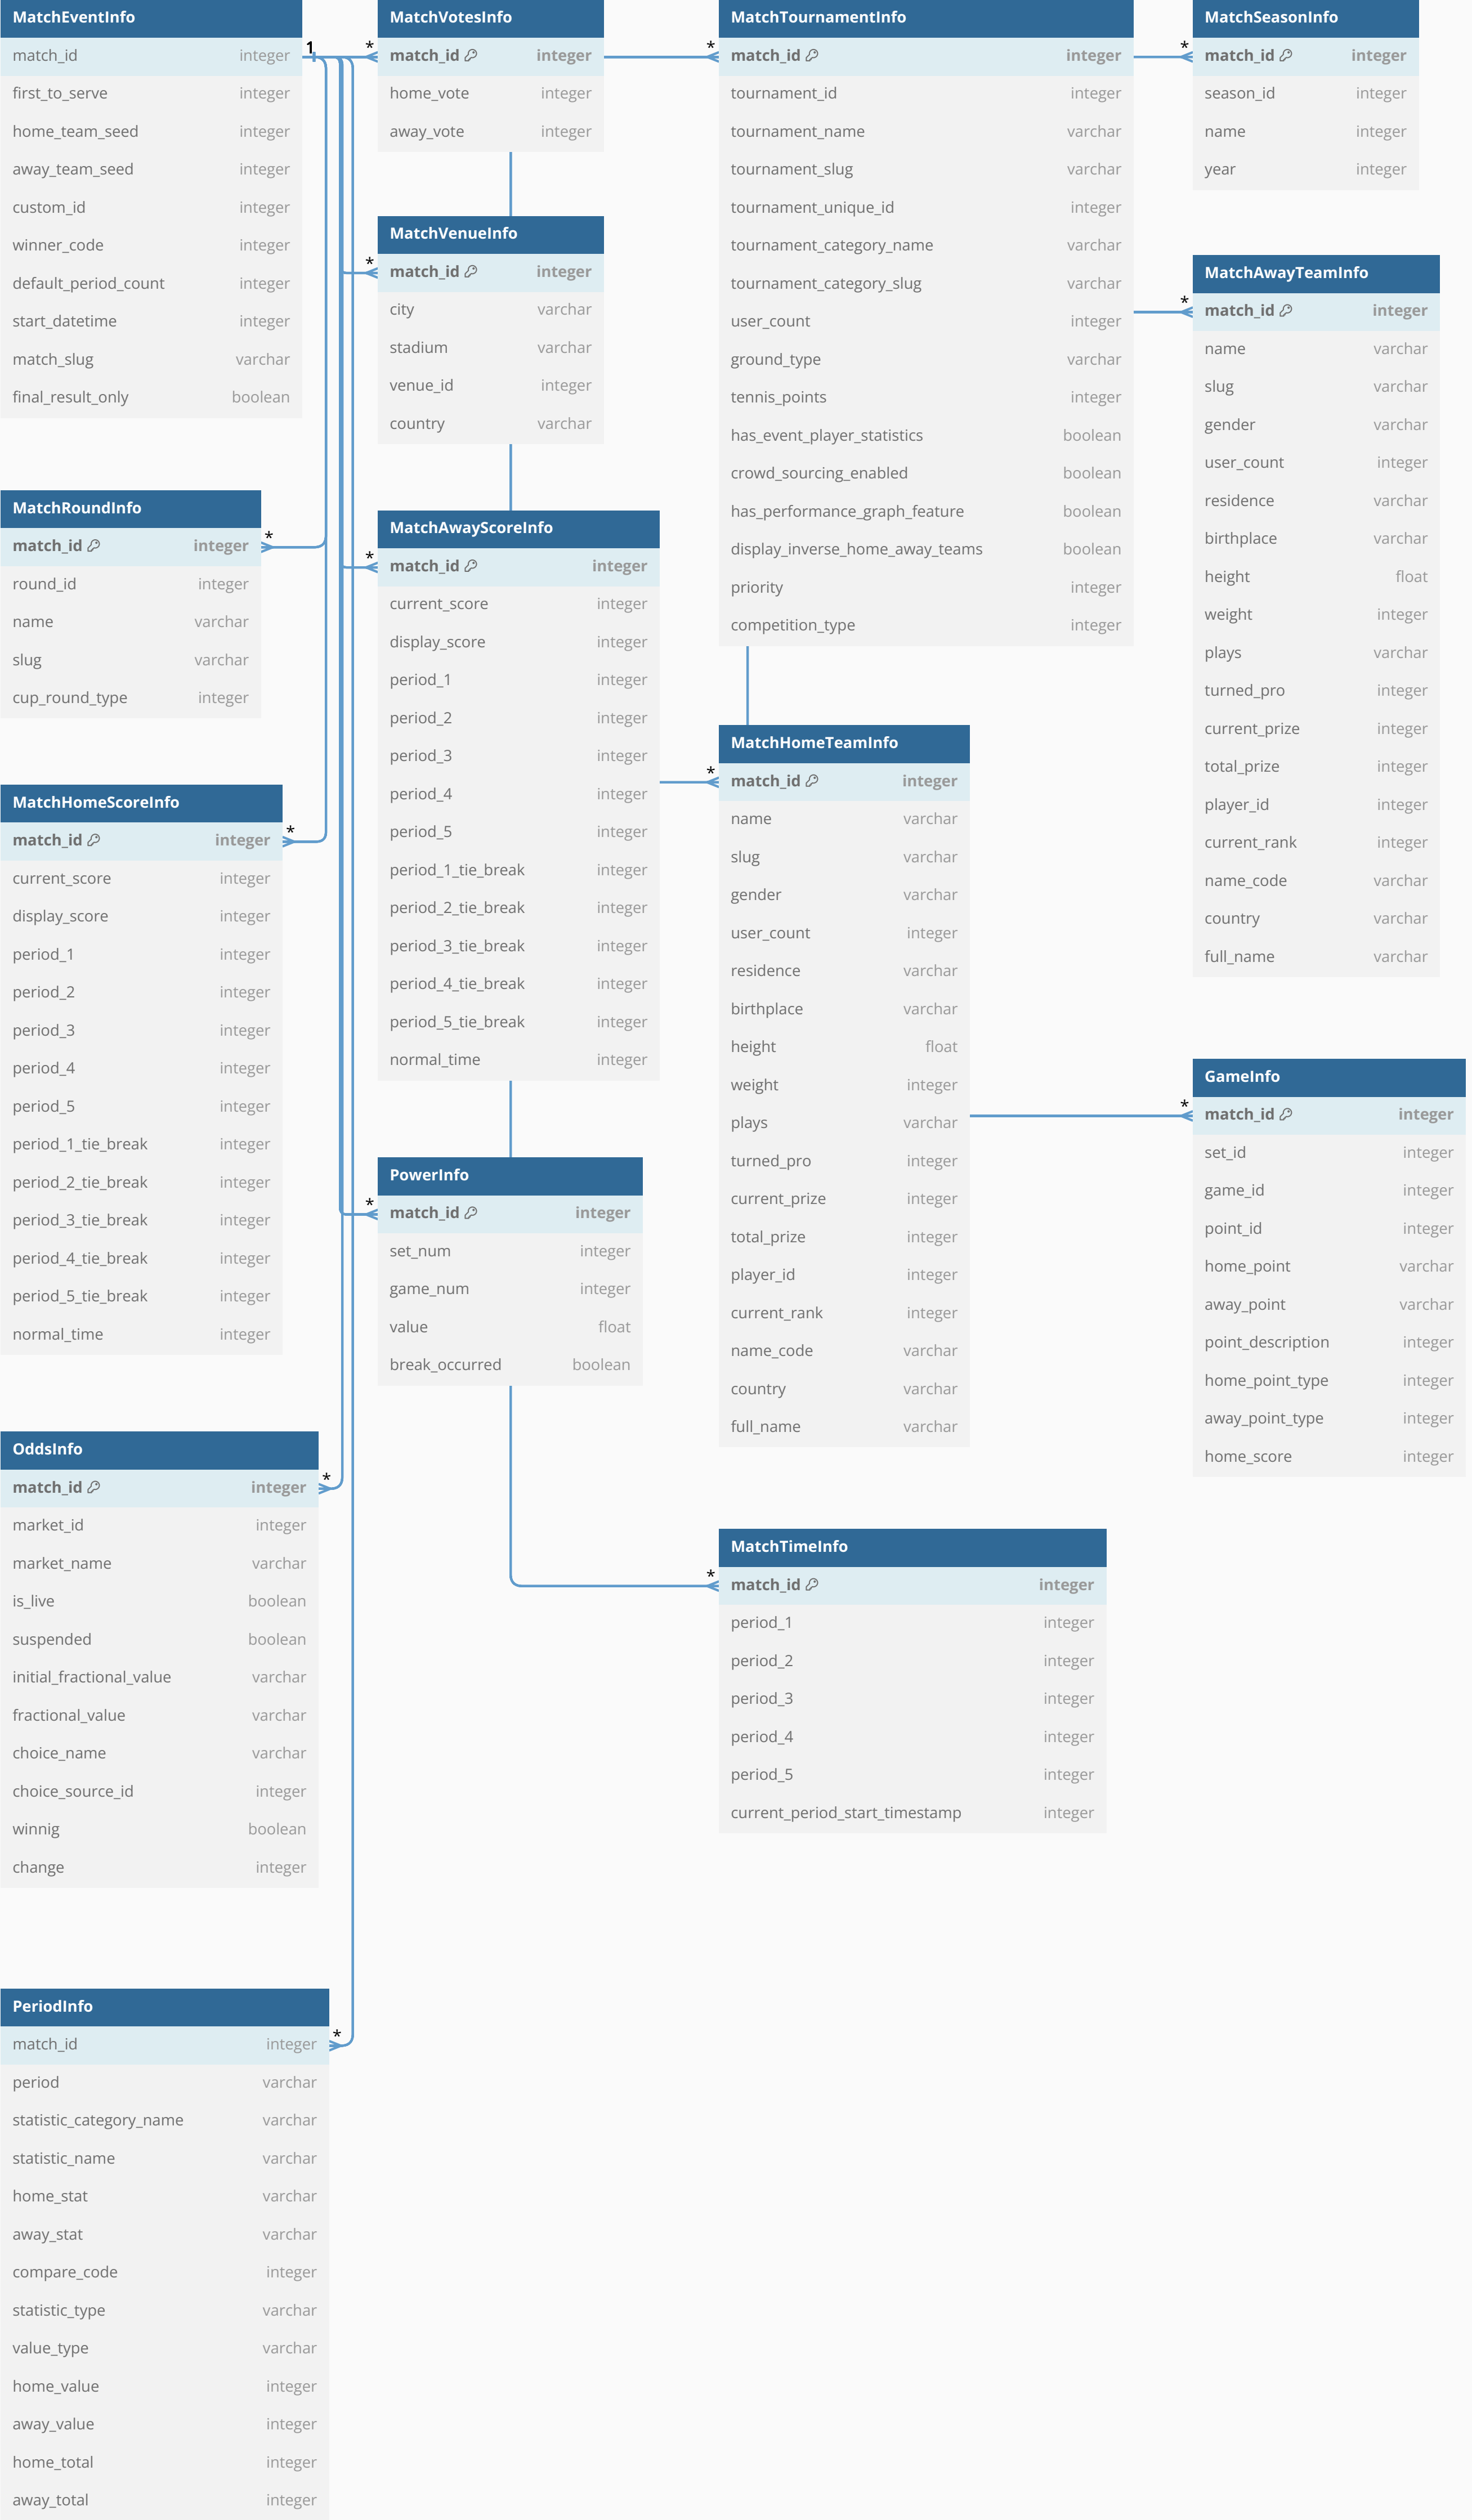 MatchEventInfo
match_id integer
first_to_serve integer
home_team_seed integer
away_team_seed integer
custom_id integer
winner_code integer
default_period_count integer
start_datetime integer
match_slug varchar
final_result_only boolean
1
*
MatchVotesInfo
match_id integer
home_vote integer
away_vote integer
*
MatchTournamentInfo
match_id integer
tournament_id integer
tournament_name varchar
tournament_slug varchar
tournament_unique_id integer
tournament_category_name varchar
tournament_category_slug varchar
user_count integer
ground_type varchar
tennis_points integer
has_event_player_statistics boolean
crowd_sourcing_enabled boolean
has_performance_graph_feature boolean
display_inverse_home_away_teams boolean
priority integer
competition_type integer
*
MatchSeasonInfo
match_id integer
season_id integer
name integer
year integer
*
MatchVenueInfo
match_id integer
city varchar
stadium varchar
venue_id integer
country varchar
*
MatchAwayTeamInfo
match_id integer
name varchar
slug varchar
gender varchar
user_count integer
residence varchar
birthplace varchar
height float
weight integer
plays varchar
turned_pro integer
current_prize integer
total_prize integer
player_id integer
current_rank integer
name_code varchar
country varchar
full_name varchar
*
MatchRoundInfo
match_id integer
round_id integer
name varchar
slug varchar
cup_round_type integer
*
MatchAwayScoreInfo
match_id integer
current_score integer
display_score integer
period_1 integer
period_2 integer
period_3 integer
period_4 integer
period_5 integer
period_1_tie_break integer
period_2_tie_break integer
period_3_tie_break integer
period_4_tie_break integer
period_5_tie_break integer
normal_time integer
*
MatchHomeTeamInfo
match_id integer
name varchar
slug varchar
gender varchar
user_count integer
residence varchar
birthplace varchar
height float
weight integer
plays varchar
turned_pro integer
current_prize integer
total_prize integer
player_id integer
current_rank integer
name_code varchar
country varchar
full_name varchar
*
MatchHomeScoreInfo
match_id integer
current_score integer
display_score integer
period_1 integer
period_2 integer
period_3 integer
period_4 integer
period_5 integer
period_1_tie_break integer
period_2_tie_break integer
period_3_tie_break integer
period_4_tie_break integer
period_5_tie_break integer
normal_time integer
*
GameInfo
match_id integer
set_id integer
game_id integer
point_id integer
home_point varchar
away_point varchar
point_description integer
home_point_type integer
away_point_type integer
home_score integer
*
PowerInfo
match_id integer
set_num integer
game_num integer
value float
break_occurred boolean
*
OddsInfo
match_id integer
market_id integer
market_name varchar
is_live boolean
suspended boolean
initial_fractional_value varchar
fractional_value varchar
choice_name varchar
choice_source_id integer
winnig boolean
change integer
*
MatchTimeInfo
match_id integer
period_1 integer
period_2 integer
period_3 integer
period_4 integer
period_5 integer
current_period_start_timestamp integer
*
PeriodInfo
match_id integer
period varchar
statistic_category_name varchar
statistic_name varchar
home_stat varchar
away_stat varchar
compare_code integer
statistic_type varchar
value_type varchar
home_value integer
away_value integer
home_total integer
away_total integer